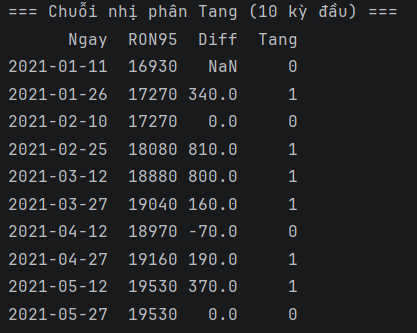 === Chuỗi nhị phân Tang (10 kỳ đầu) ===
Ngay RON95 Diff Tang
2021-01-11 16930 NaN 0
2021-01-26 17270 340.0 1
2021-02-10 17270 0.0 0
2021-02-25 18080 810.0 1
2021-03-12 18880 800.0 1
2021-03-27 19040 160.0 1
2021-04-12 18970 -70.0 0
2021-04-27 19160 190.0 1
2021-05-12 19530 370.0 1
2021-05-27 19530 0.0 0